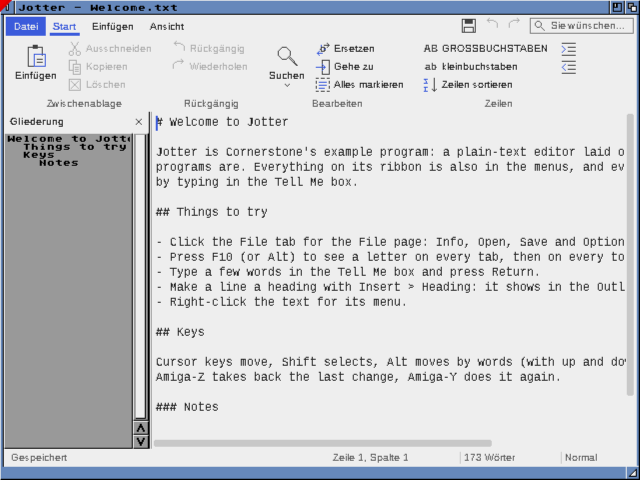 Jotter - Welcome.txt
Datei Start Einfügen Ansicht Sie wünschen...
Einfügen Ausschneiden Kopieren Löschen
Zwischenablage
Rückgängig Wiederholen
Rückgängig
Suchen Ersetzen Gehe zu Alles markieren
Bearbeiten
AB GROSSBUCHSTABEN
ab kleinbuchstaben
Zeilen sortieren
Zeilen
Gliederung
Welcome to Jott
Things to try
Keys
Notes
# Welcome to Jotter
Jotter is Cornerstone's example program: a plain-text editor laid o
programs are. Everything on its ribbon is also in the menus, and ev
by typing in the Tell Me box.
## Things to try
- Click the File tab for the File page: Info, Open, Save and Option
- Press F10 (or Alt) to see a letter on every tab, then on every to
- Type a few words in the Tell Me box and press Return.
- Make a line a heading with Insert > Heading: it shows in the Outl
- Right-click the text for its menu.
## Keys
Cursor keys move, Shift selects, Alt moves by words (with up and do
Amiga-Z takes back the last change, Amiga-Y does it again.
### Notes
Gespeichert Zeile 1, Spalte 1 173 Wörter Normal